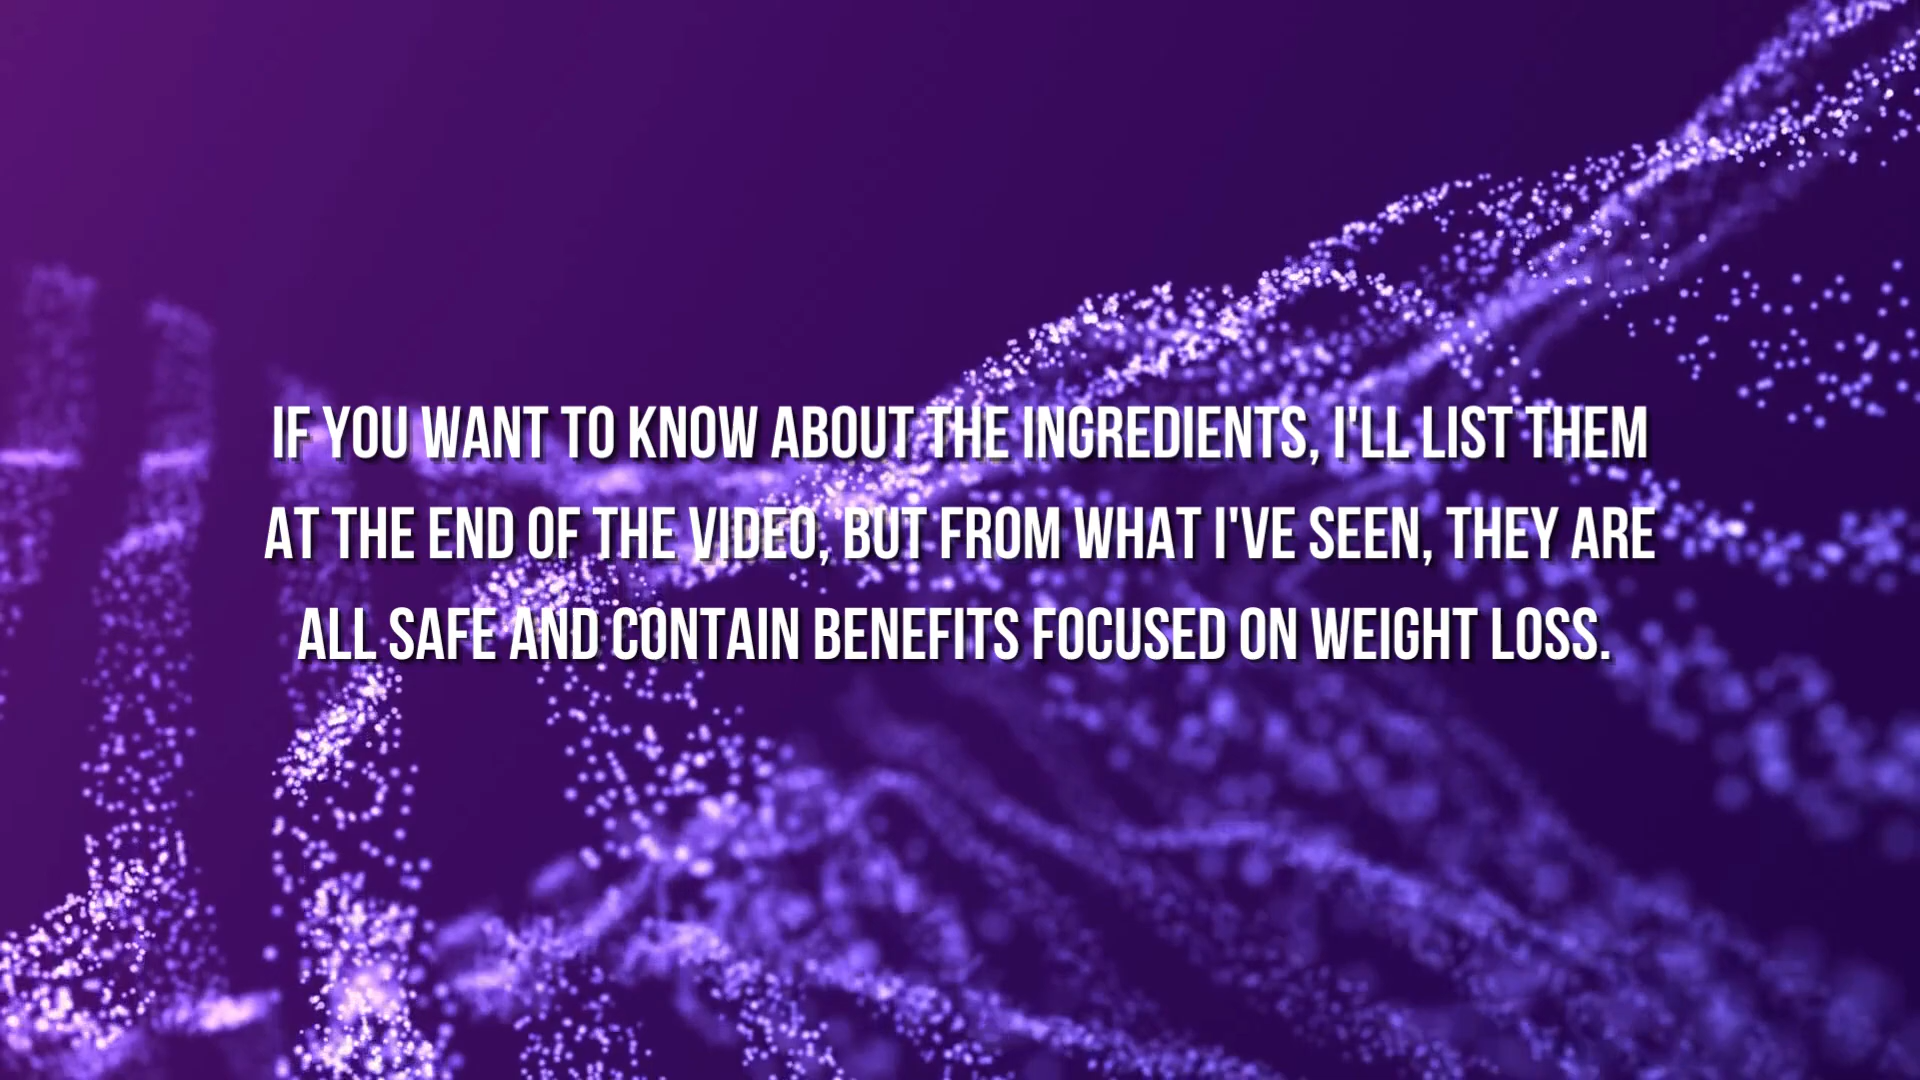 IF YOU WANT TO KNOW ABOUT THE INGREDIENTS, I'LL LIST THEM
AT THE END OF THE VIDEO, BUT FROM WHAT I'VE SEEN, THEY ARE
ALL SAFE AND CONTAIN BENEFITS FOCUSED ON WEIGHT LOSS.